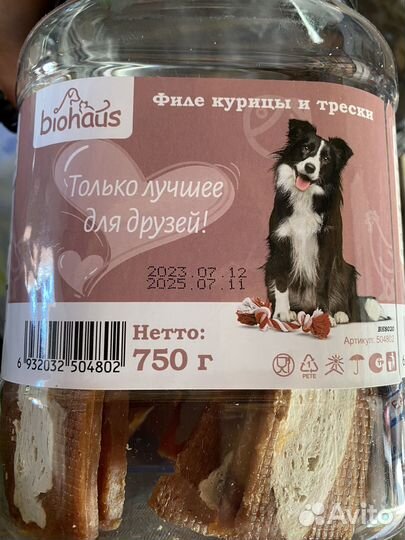 biohaus
Филе курицы и трески
Только лучшее
для друзей!
2023.07.12
2025.07.11
BH8020
Артикул: 504802
Нетто:
750 г
6 932032 504802
PETE
Avito